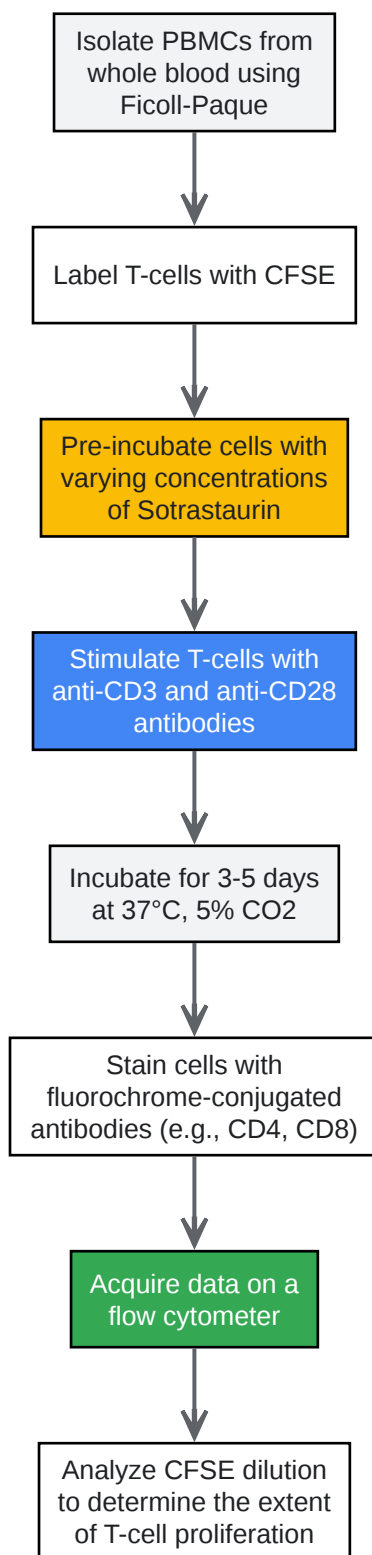 Isolate PBMCs from
whole blood using
Ficoll-Paque
Label T-cells with CFSE
Pre-incubate cells with
varying concentrations
of Sotrastaurin
Stimulate T-cells with
anti-CD3 and anti-CD28
antibodies
Incubate for 3-5 days
at 37°C, 5% CO2
Stain cells with
fluorochrome-conjugated
antibodies (e.g., CD4, CD8)
Acquire data on a
flow cytometer
Analyze CFSE dilution
to determine the extent
of T-cell proliferation